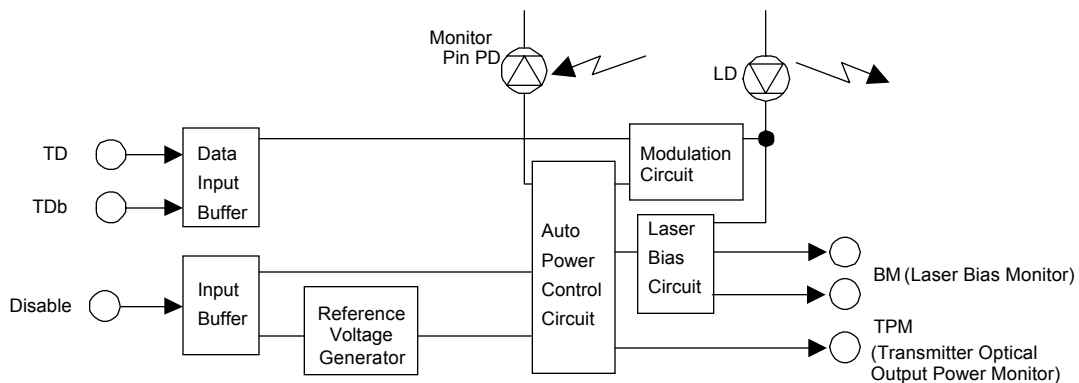 Monitor
Pin PD
LD
TD
TDb
Data
Input
Buffer
Modulation
Circuit
Auto
Power
Control
Circuit
Laser
Bias
Circuit
BM (Laser Bias Monitor)
Disable
Input
Buffer
Reference
Voltage
Generator
TPM
(Transmitter Optical
Output Power Monitor)